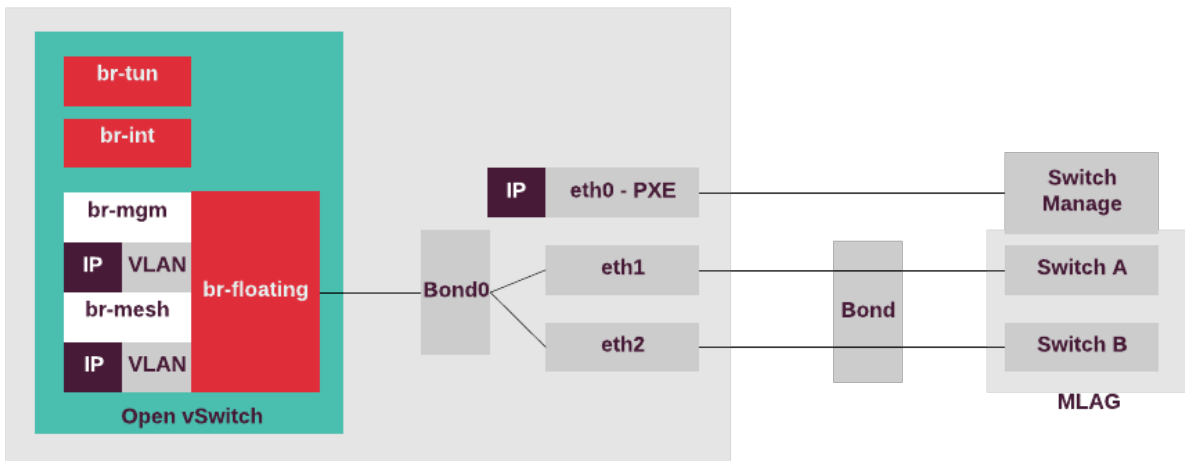 br-tun
br-int
br-mgm
IP VLAN
br-mesh
IP VLAN
br-floating
Open vSwitch
Bond0
IP eth0 - PXE
eth1
eth2
Bond
Switch
Manage
Switch A
Switch B
MLAG